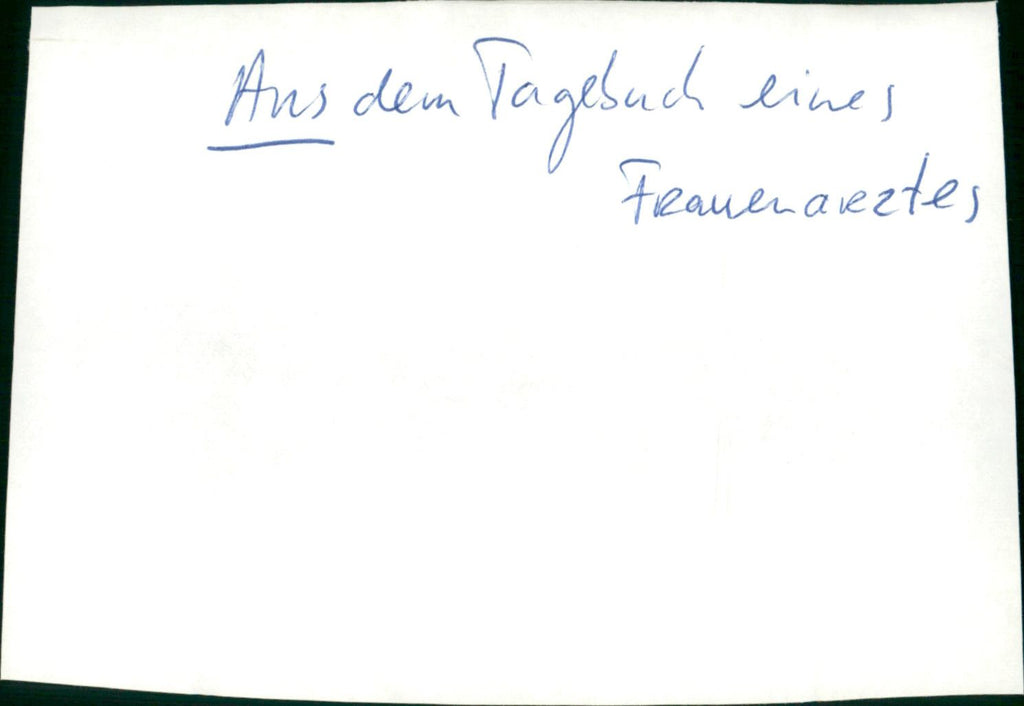 Aus dem Tagebuch eines
Frauenarztes